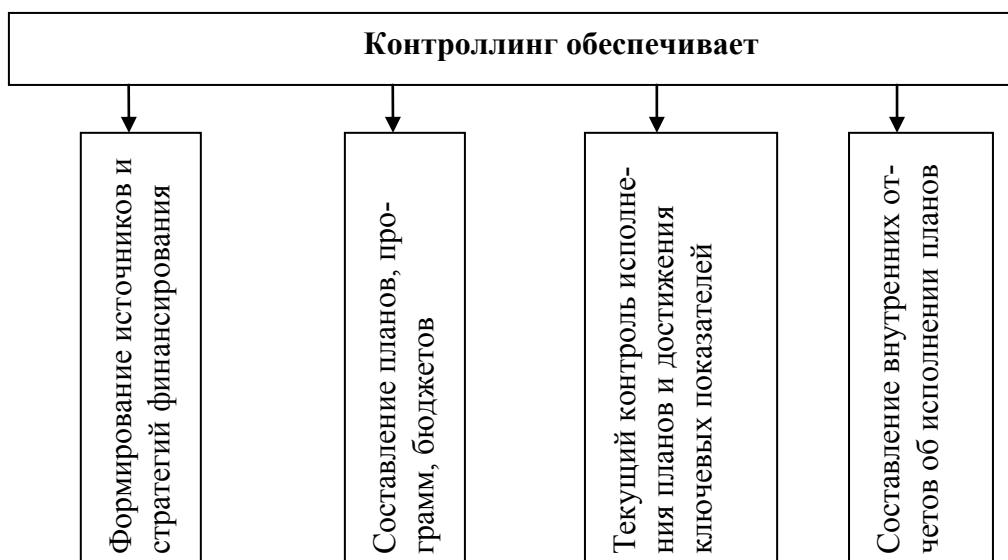 Контроллинг обеспечивает
Формирование источников и
стратегий финансирования
Составление планов, про-
грамм, бюджетов
Текущий контроль исполне-
ния планов и достижения
ключевых показателей
Составление внутренних от-
четов об исполнении планов